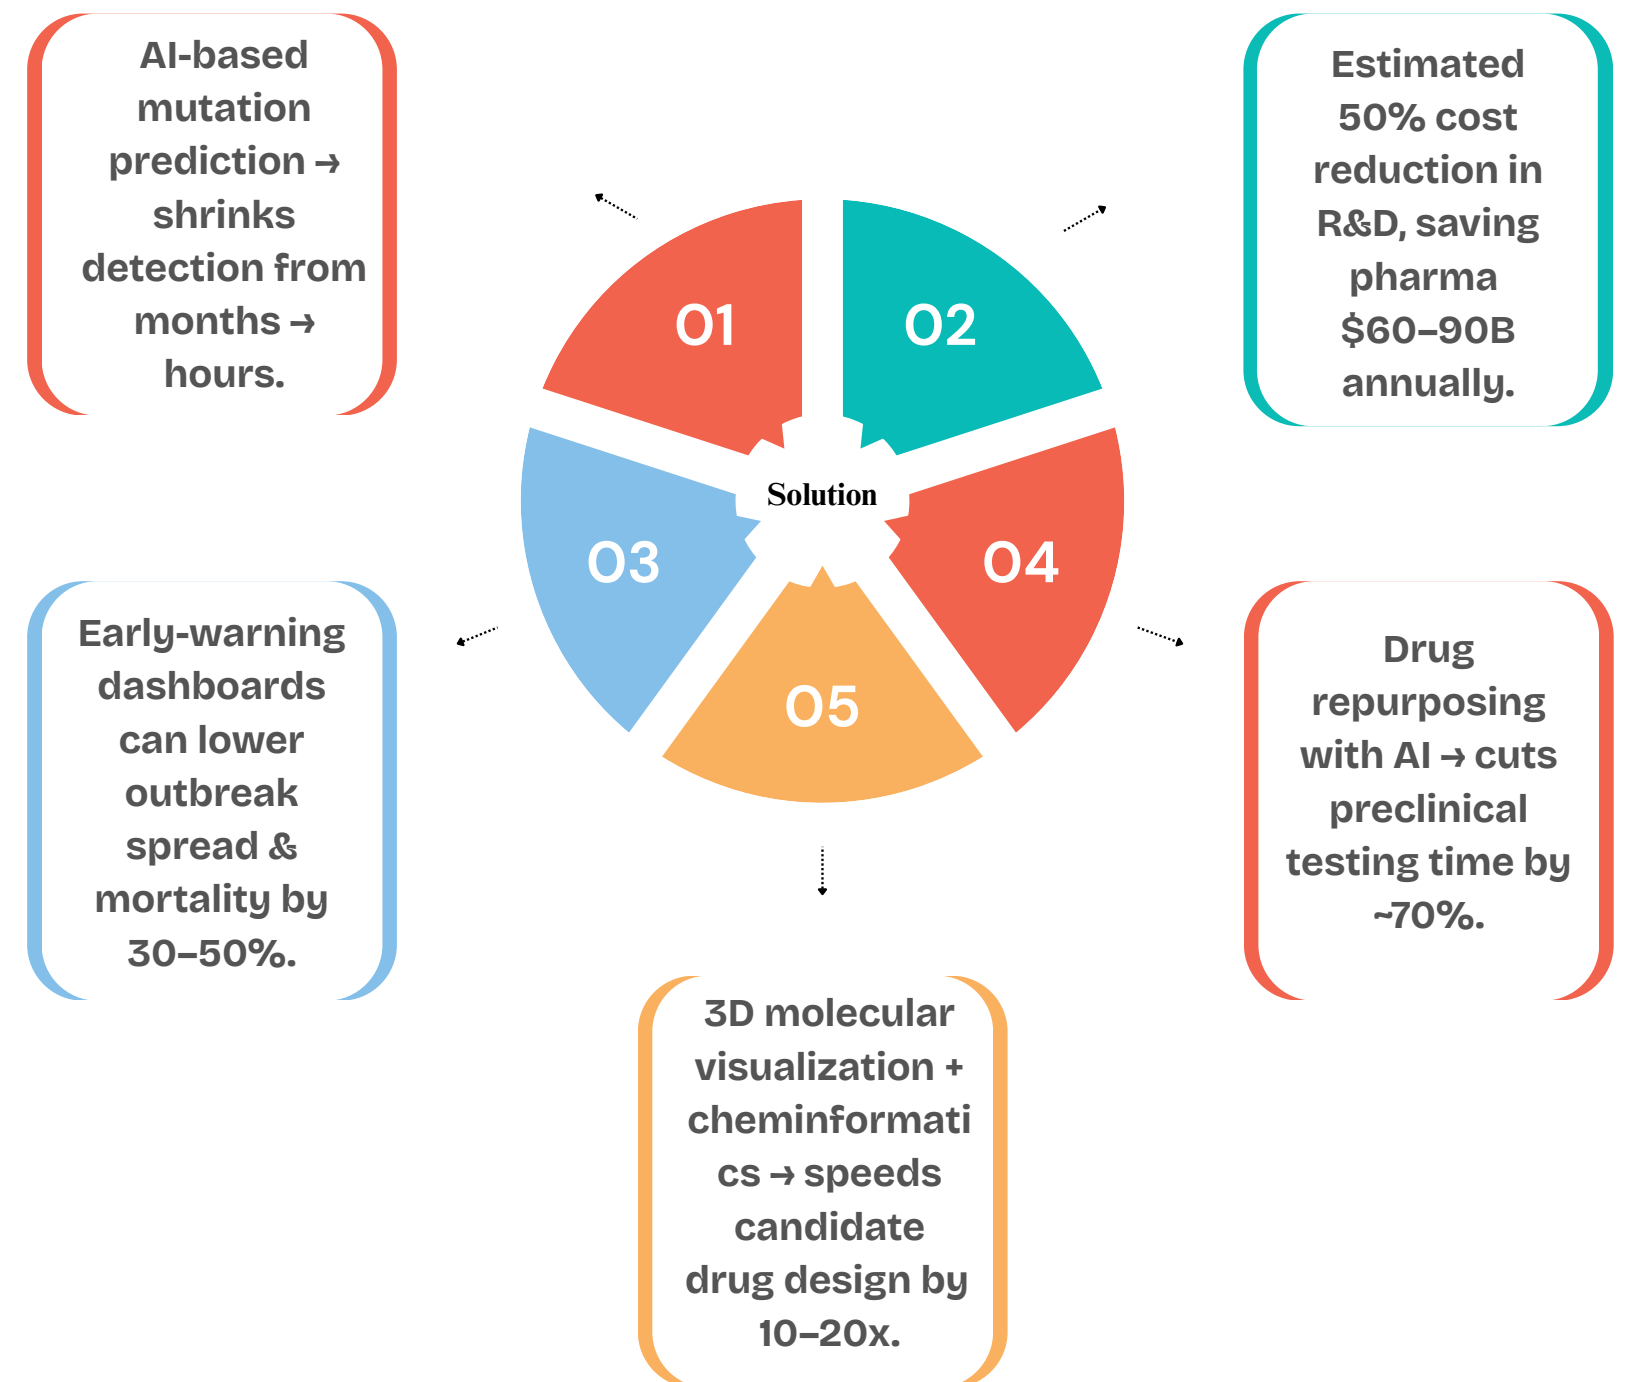 AI-based
mutation
prediction →
shrinks
detection from
months →
hours.
Estimated
50% cost
reduction in
R&D, saving
pharma
$60–90B
annually.
01
02
Solution
03
04
05
Early-warning
dashboards
can lower
outbreak
spread &
mortality by
30–50%.
Drug
repurposing
with AI → cuts
preclinical
testing time by
~70%.
3D molecular
visualization +
cheminformati
cs → speeds
candidate
drug design by
10–20x.